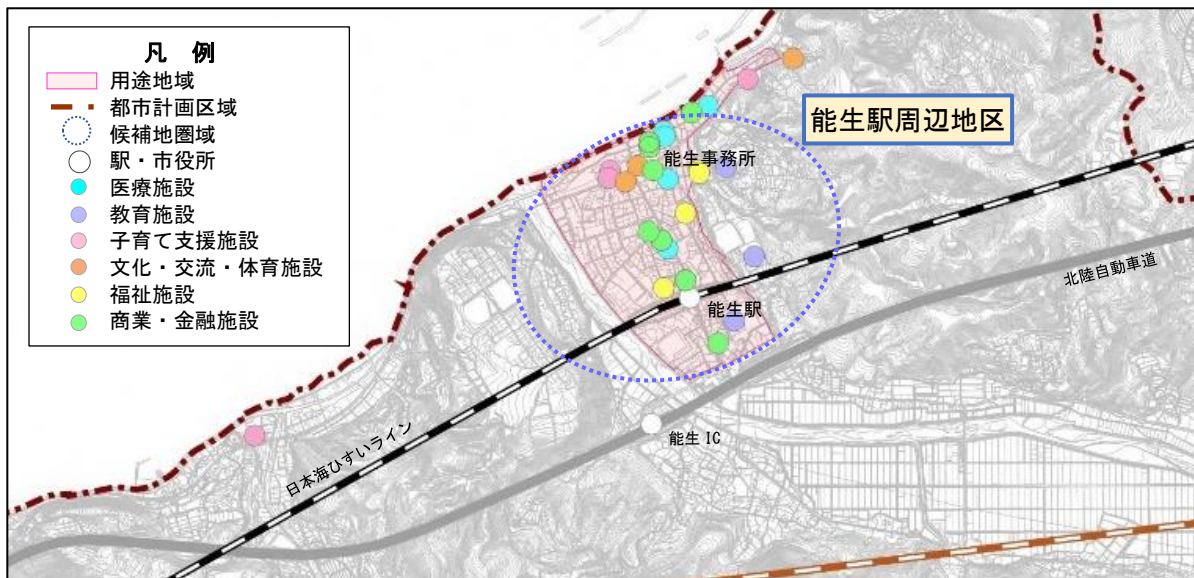 凡 例
用途地域
都市計画区域
候補地圏域
駅・市役所
医療施設
教育施設
子育て支援施設
文化・交流・体育施設
福祉施設
商業・金融施設
能生駅周辺地区
能生事務所
北陸自動車道
能生駅
能生 IC
日本海ひすいライン